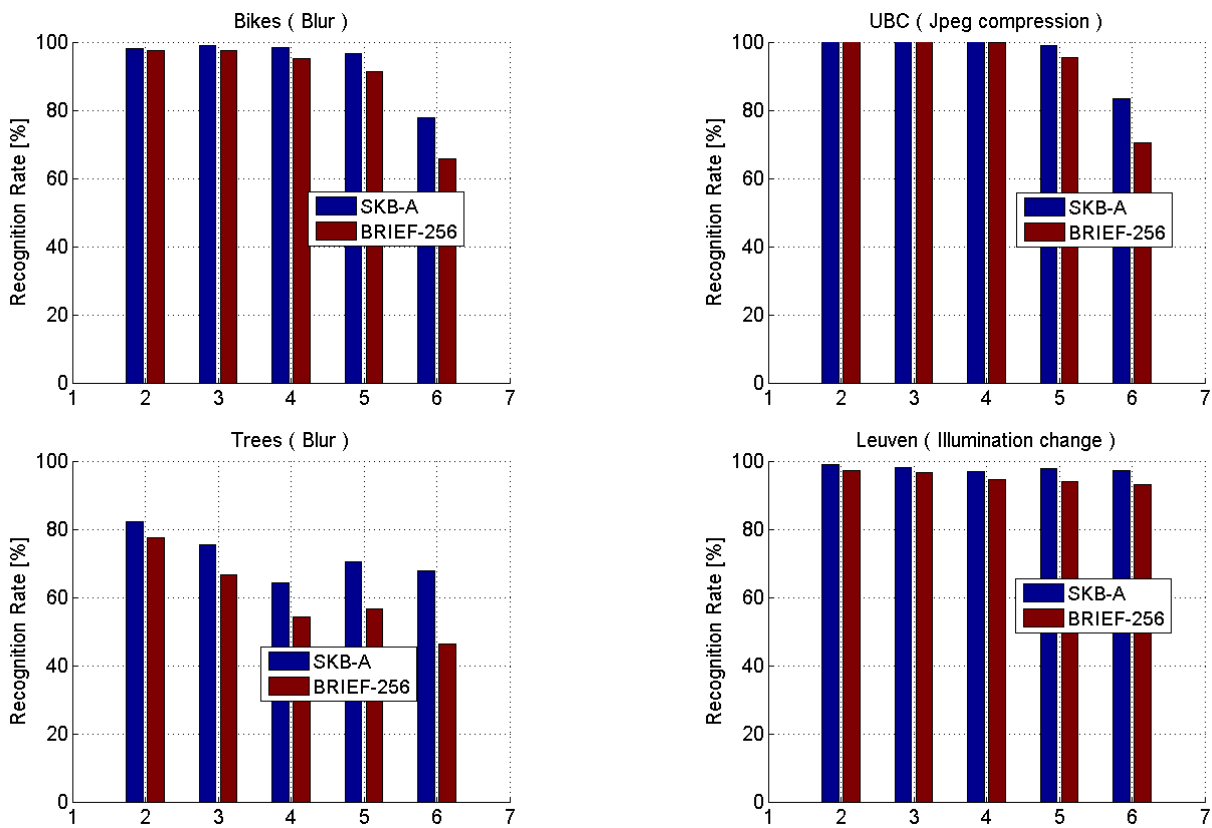 Bikes ( Blur )
Recognition Rate [%]
100
80
60
40
20
0
1 2 3 4 5 6 7
SKB-A
BRIEF-256
UBC ( Jpeg compression )
Recognition Rate [%]
100
80
60
40
20
0
1 2 3 4 5 6 7
SKB-A
BRIEF-256
Trees ( Blur )
Recognition Rate [%]
100
80
60
40
20
0
1 2 3 4 5 6 7
SKB-A
BRIEF-256
Leuven ( Illumination change )
Recognition Rate [%]
100
80
60
40
20
0
1 2 3 4 5 6 7
SKB-A
BRIEF-256